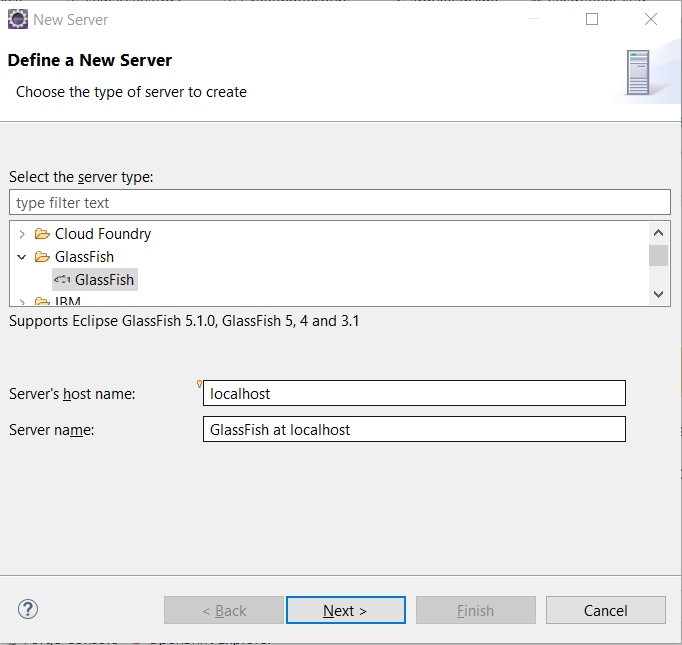 New Server
Define a New Server
Choose the type of server to create
Select the server type:
type filter text
Cloud Foundry
GlassFish
GlassFish
IBM
Supports Eclipse GlassFish 5.1.0, GlassFish 5, 4 and 3.1
Server's host name:
localhost
Server name:
GlassFish at localhost
?
< Back
Next >
Finish
Cancel